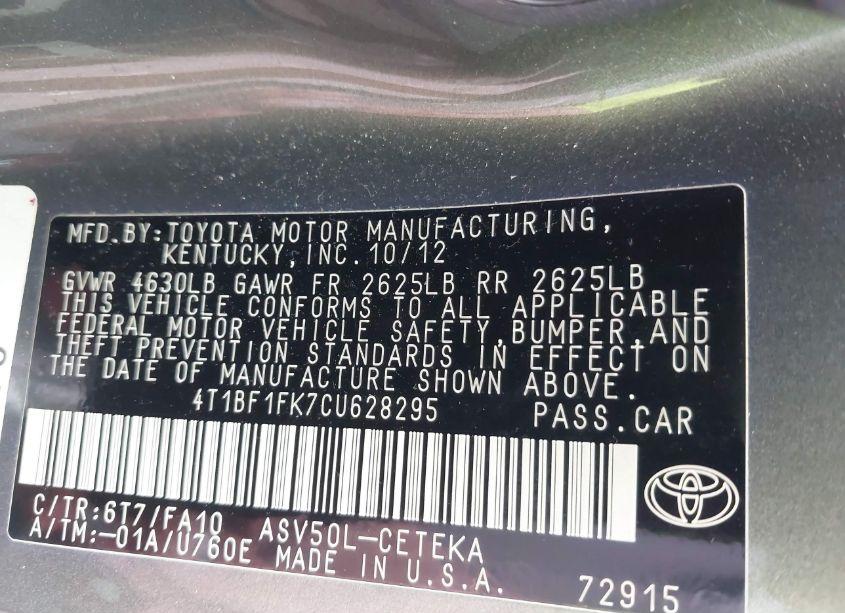 MFD.BY:TOYOTA MOTOR MANUFACTURING,
KENTUCKY,INC.10/12
GVWR 4630LB GAWR FR 2625LB RR 2625LB
THIS VEHICLE CONFORMS TO ALL APPLICABLE
FEDERAL MOTOR VEHICLE SAFETY,BUMPER,AND
THEFT PREVENTION STANDARDS IN EFFECT ON
THE DATE OF MANUFACTURE SHOWN ABOVE.
4T1BF1FK7CU628295 PASS.CAR
C/TR:6T7/FA10 ASV50L-CETEKA
A/TM:-01A/U760E MADE IN U.S.A. 72915